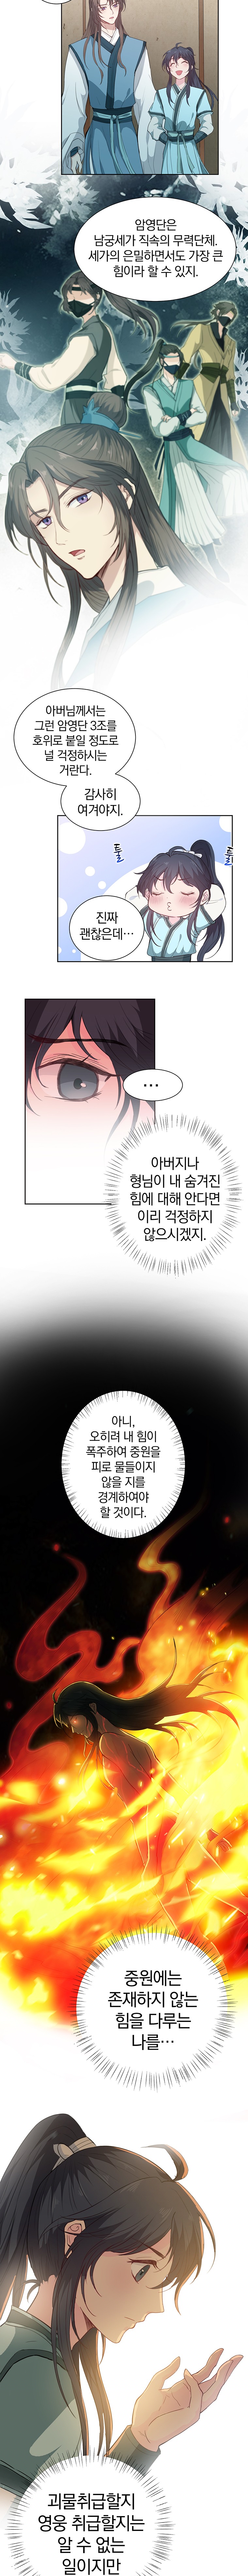 암영단은
남궁세가 직속의 무력단체.
세가의 은밀하면서도 가장 큰
힘이라 할 수 있지.
아버님께서는
그런 암영단 3조를
호위로 붙일 정도로
널 걱정하시는
거란다.
감사히
여겨야지.
툴
툴
진짜
괜찮은데…
…
아버지나
형님이 내 숨겨진
힘에 대해 안다면
이리 걱정하지
않으시겠지.
아니,
오히려 내 힘이
폭주하여 중원을
피로 물들이지
않을 지를
경계하여야
할 것이다.
중원에는
존재하지 않는
힘을 다루는
나를…
괴물취급할지
영웅 취급할지는
알 수 없는
일이지만